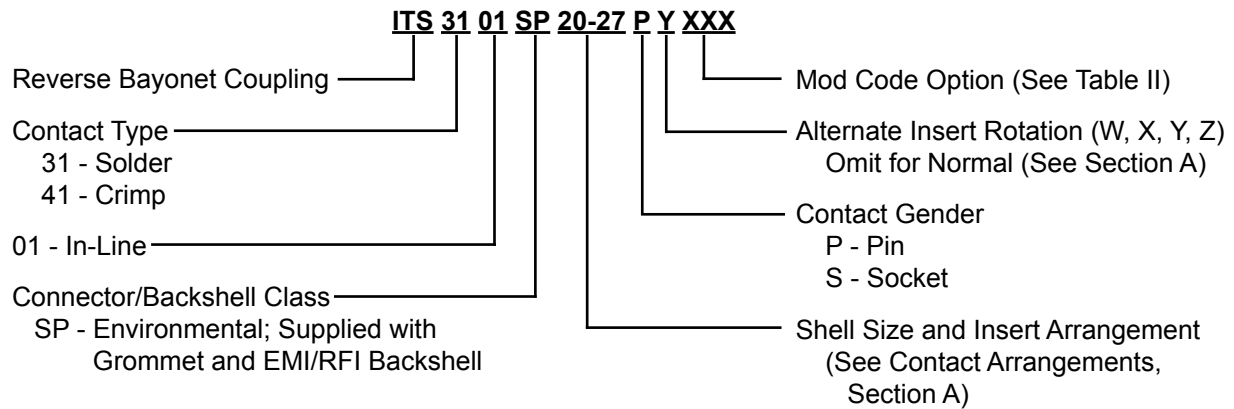 ITS 31 01 SP 20-27 P Y XXX
Reverse Bayonet Coupling
Contact Type
31 - Solder
41 - Crimp
01 - In-Line
Connector/Backshell Class
SP - Environmental; Supplied with
Grommet and EMI/RFI Backshell
Mod Code Option (See Table II)
Alternate Insert Rotation (W, X, Y, Z)
Omit for Normal (See Section A)
Contact Gender
P - Pin
S - Socket
Shell Size and Insert Arrangement
(See Contact Arrangements,
Section A)